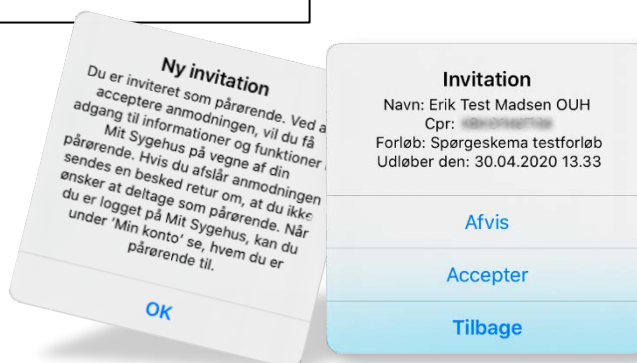 Ny invitation
Du er inviteret som pårørende. Ved a
acceptere anmodningen, vil du få
adgang til informationer og funktioner
Mit Sygehus på vegne af din
pårørende. Hvis du afslår anmodningen
sendes en besked retur om, at du ikke
ønsker at deltage som pårørende. Når
du er logget på Mit Sygehus, kan du
under 'Min konto' se, hvem du er
pårørende til.
OK
Invitation
Navn: Erik Test Madsen OUH
Cpr:
Forløb: Spørgeskema testforløb
Udløber den: 30.04.2020 13.33
Afvis
Accepter
Tilbage